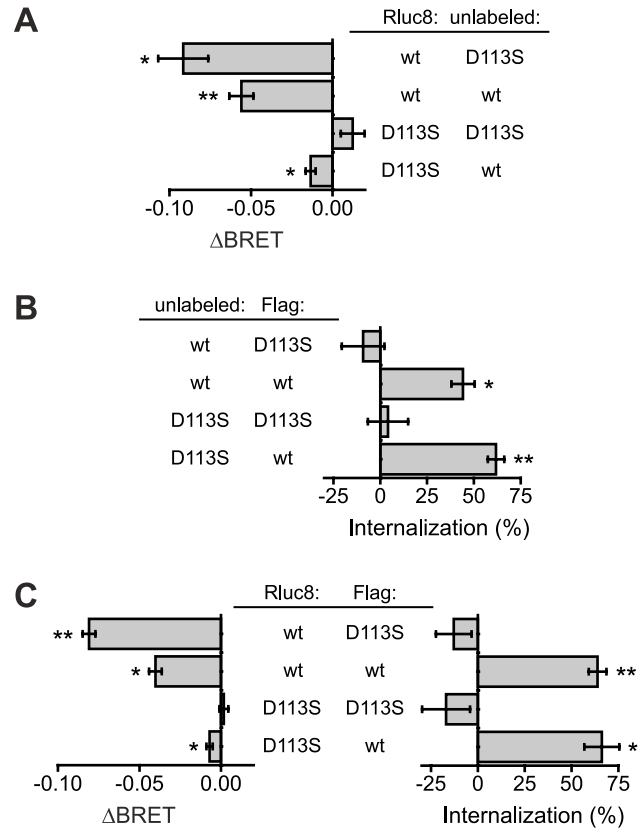 A
Rluc8: unlabeled:
* wt D113S
** wt wt
D113S D113S
* D113S wt
-0.10 -0.05 0.00
ΔBRET
B
unlabeled: Flag:
wt D113S
wt wt *
D113S D113S
D113S wt **
-25 0 25 50 75
Internalization (%)
C
Rluc8: Flag:
** wt D113S
* wt wt **
D113S D113S
* D113S wt *
-0.10 -0.05 0.00 -25 0 25 50 75
ΔBRET Internalization (%)